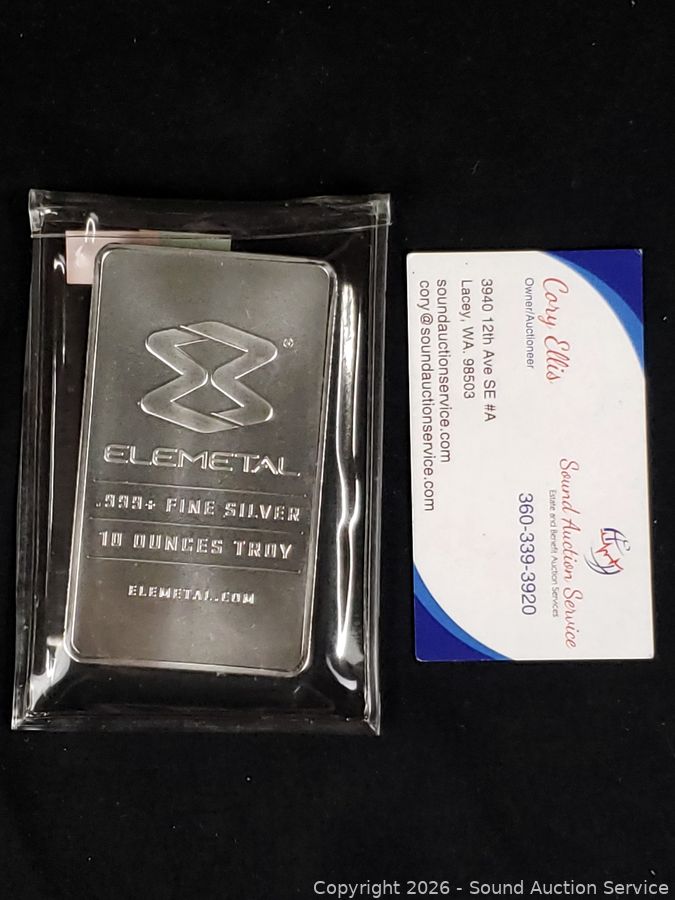 ELEMETAL
®
.999+ FINE SILVER
10 OUNCES TROY
ELEMETAL.COM
Sound Auction Service
Estate and Benefit Auction Services
360-339-3920
Cory Ellis
Owner/Auctioneer
3940 12th Ave SE #A
Lacey, WA. 98503
soundauctionservice.com
cory@soundauctionservice.com
Copyright 2026 - Sound Auction Service